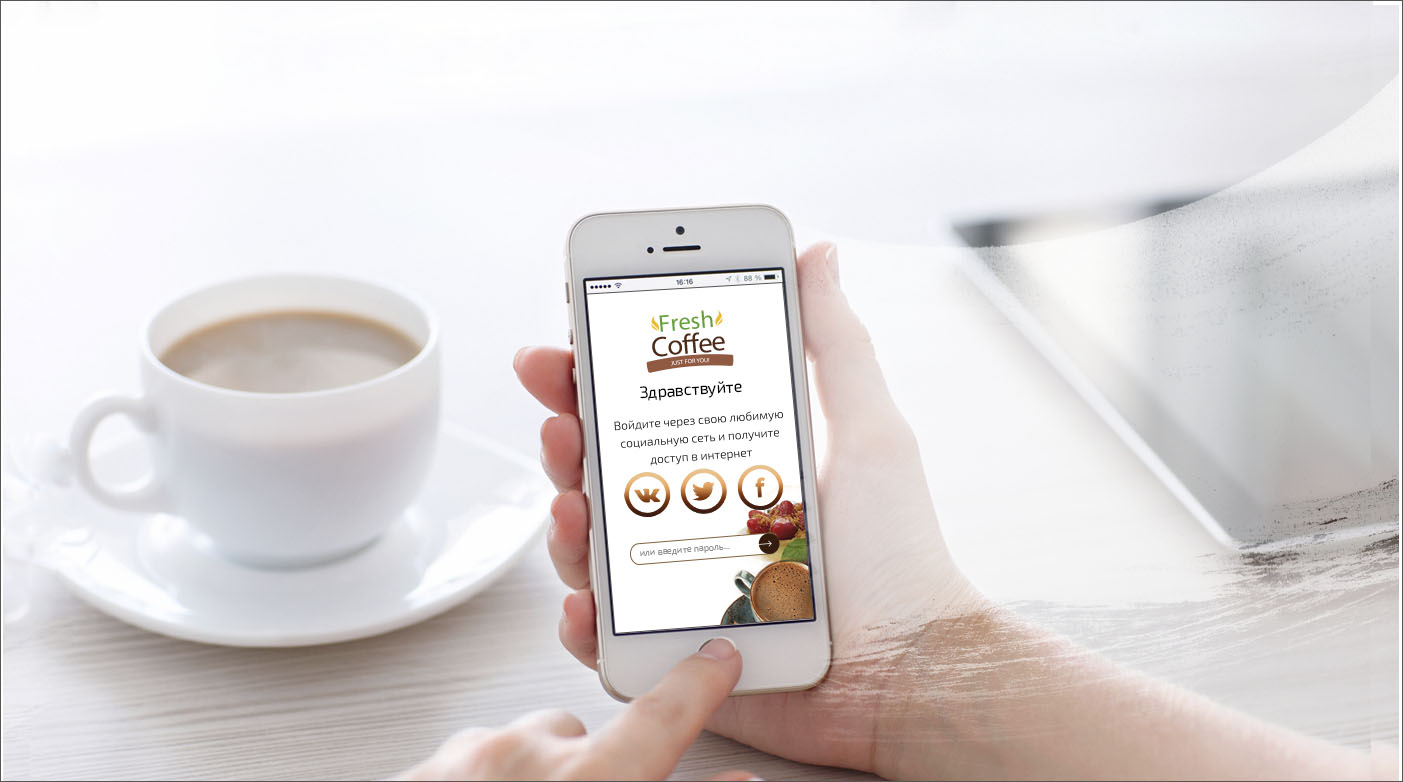 16:16
88 %
Fresh
Coffee
JUST FOR YOU!
Здравствуйте
Войдите через свою любимую
социальную сеть и получите
доступ в интернет
или введите пароль...